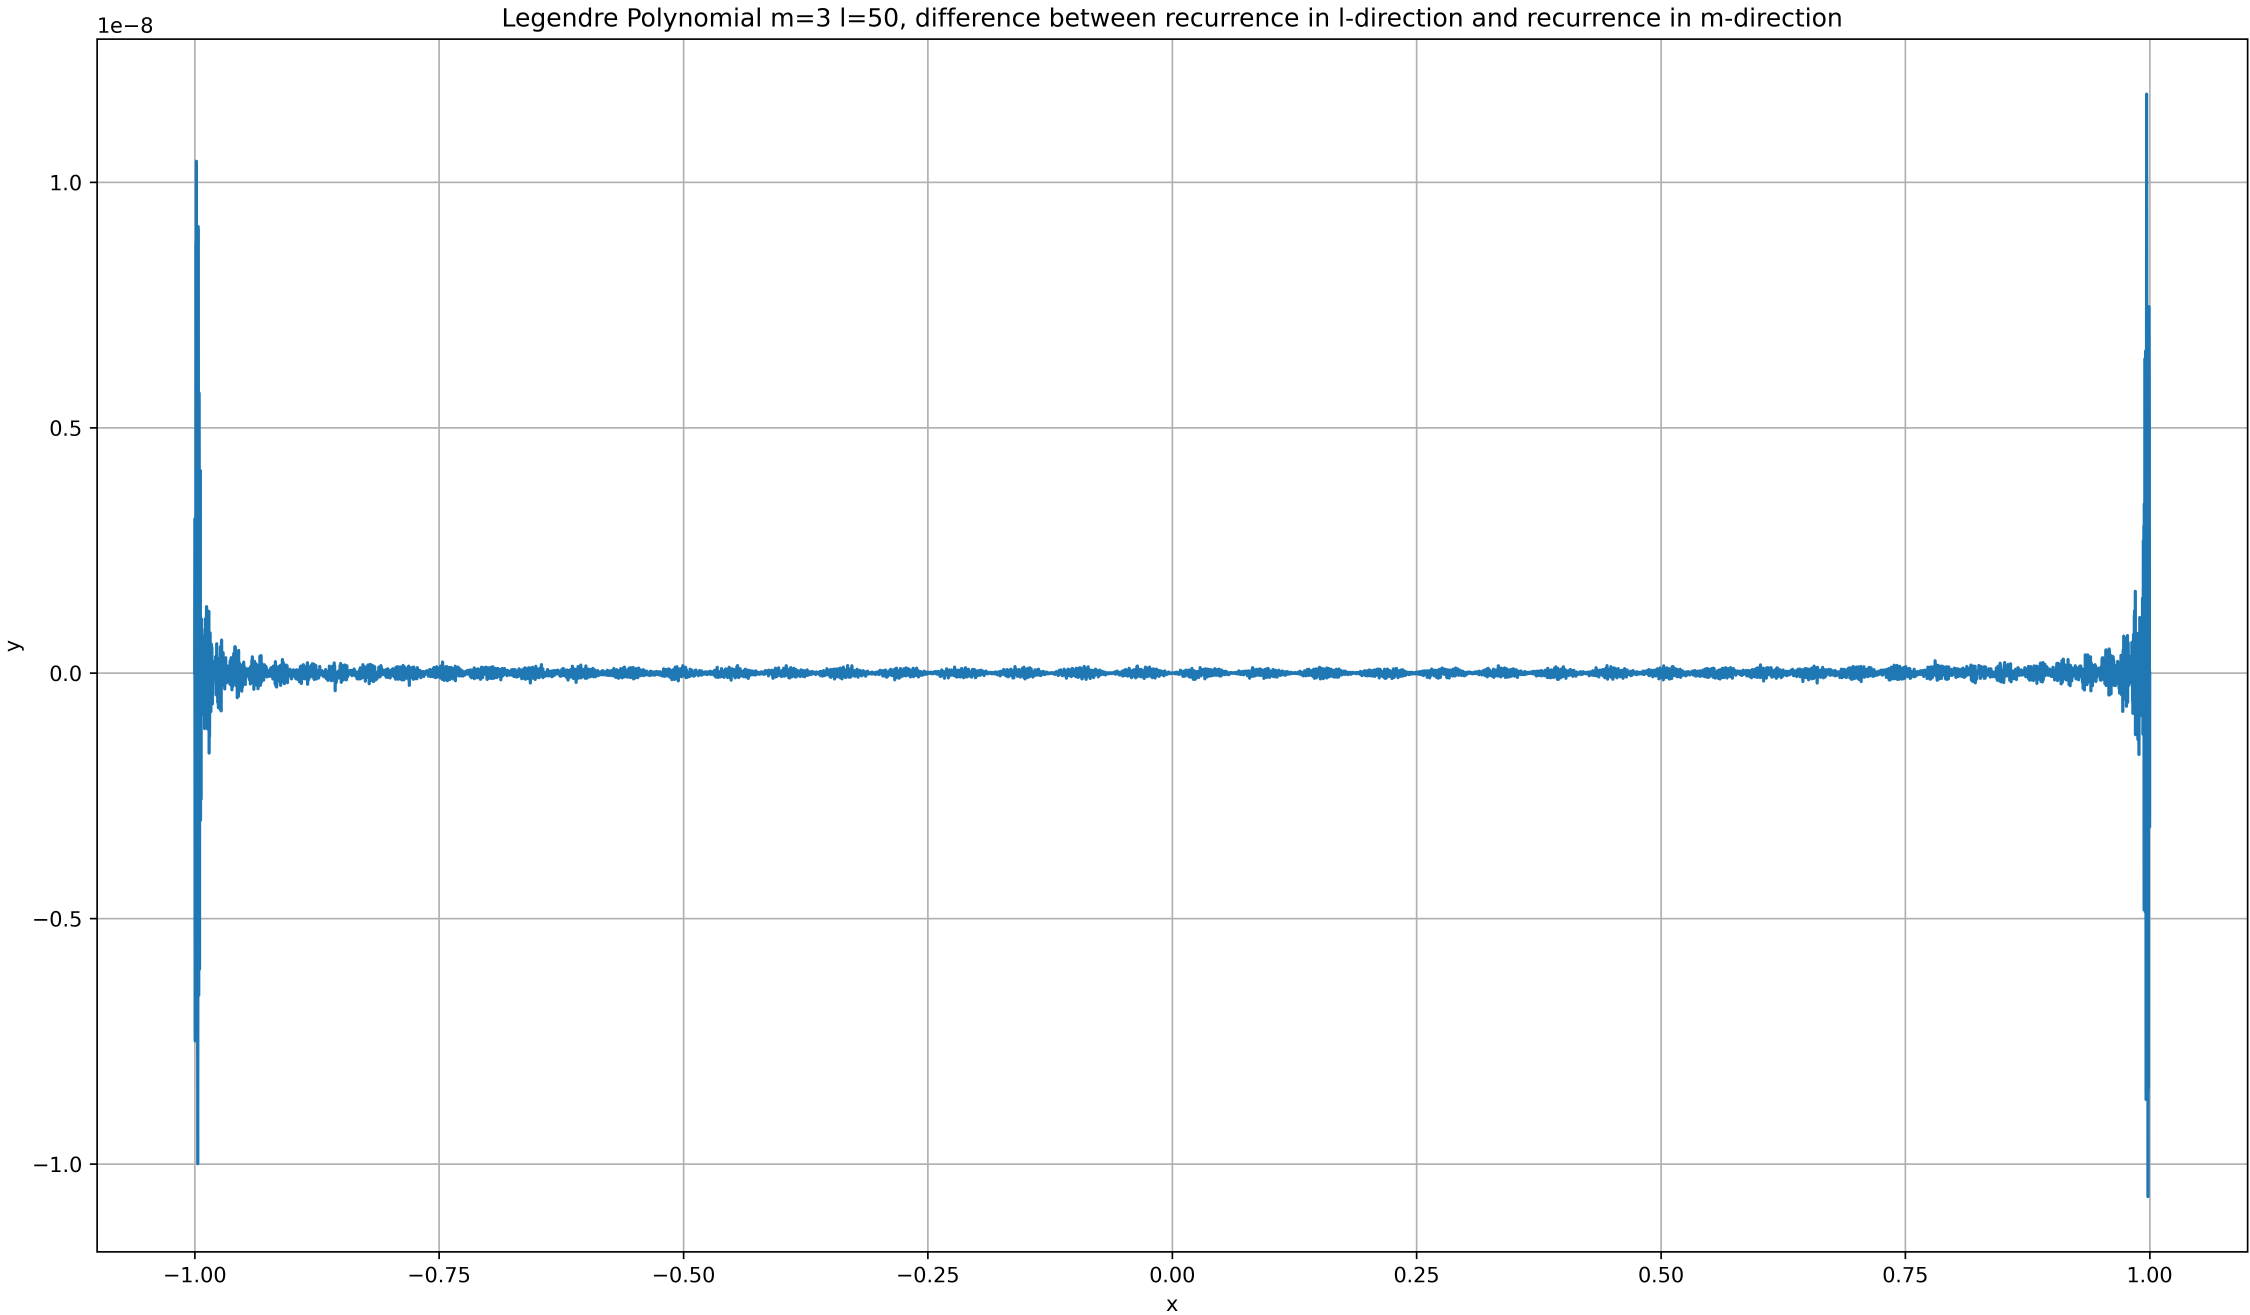 Legendre Polynomial m=3 l=50, difference between recurrence in l-direction and recurrence in m-direction
1e−8
1.0
0.5
0.0
−0.5
−1.0
y
−1.00 −0.75 −0.50 −0.25 0.00 0.25 0.50 0.75 1.00
x